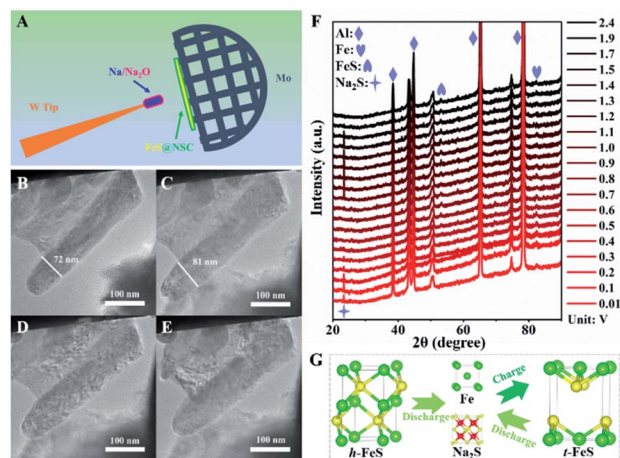 A
Na/Na2O
Mo
W Tip
FeS@NSC
B
72 nm
100 nm
C
81 nm
100 nm
D
100 nm
E
100 nm
F
Al:
Fe:
FeS:
Na2S:
Intensity (a.u.)
20 40 60 80
2θ (degree)
2.4
1.9
1.7
1.5
1.4
1.3
1.2
1.1
1.0
0.9
0.8
0.7
0.6
0.5
0.4
0.3
0.2
0.1
0.01
Unit: V
G
Discharge
Fe
Charge
Discharge
h-FeS
Na2S
t-FeS